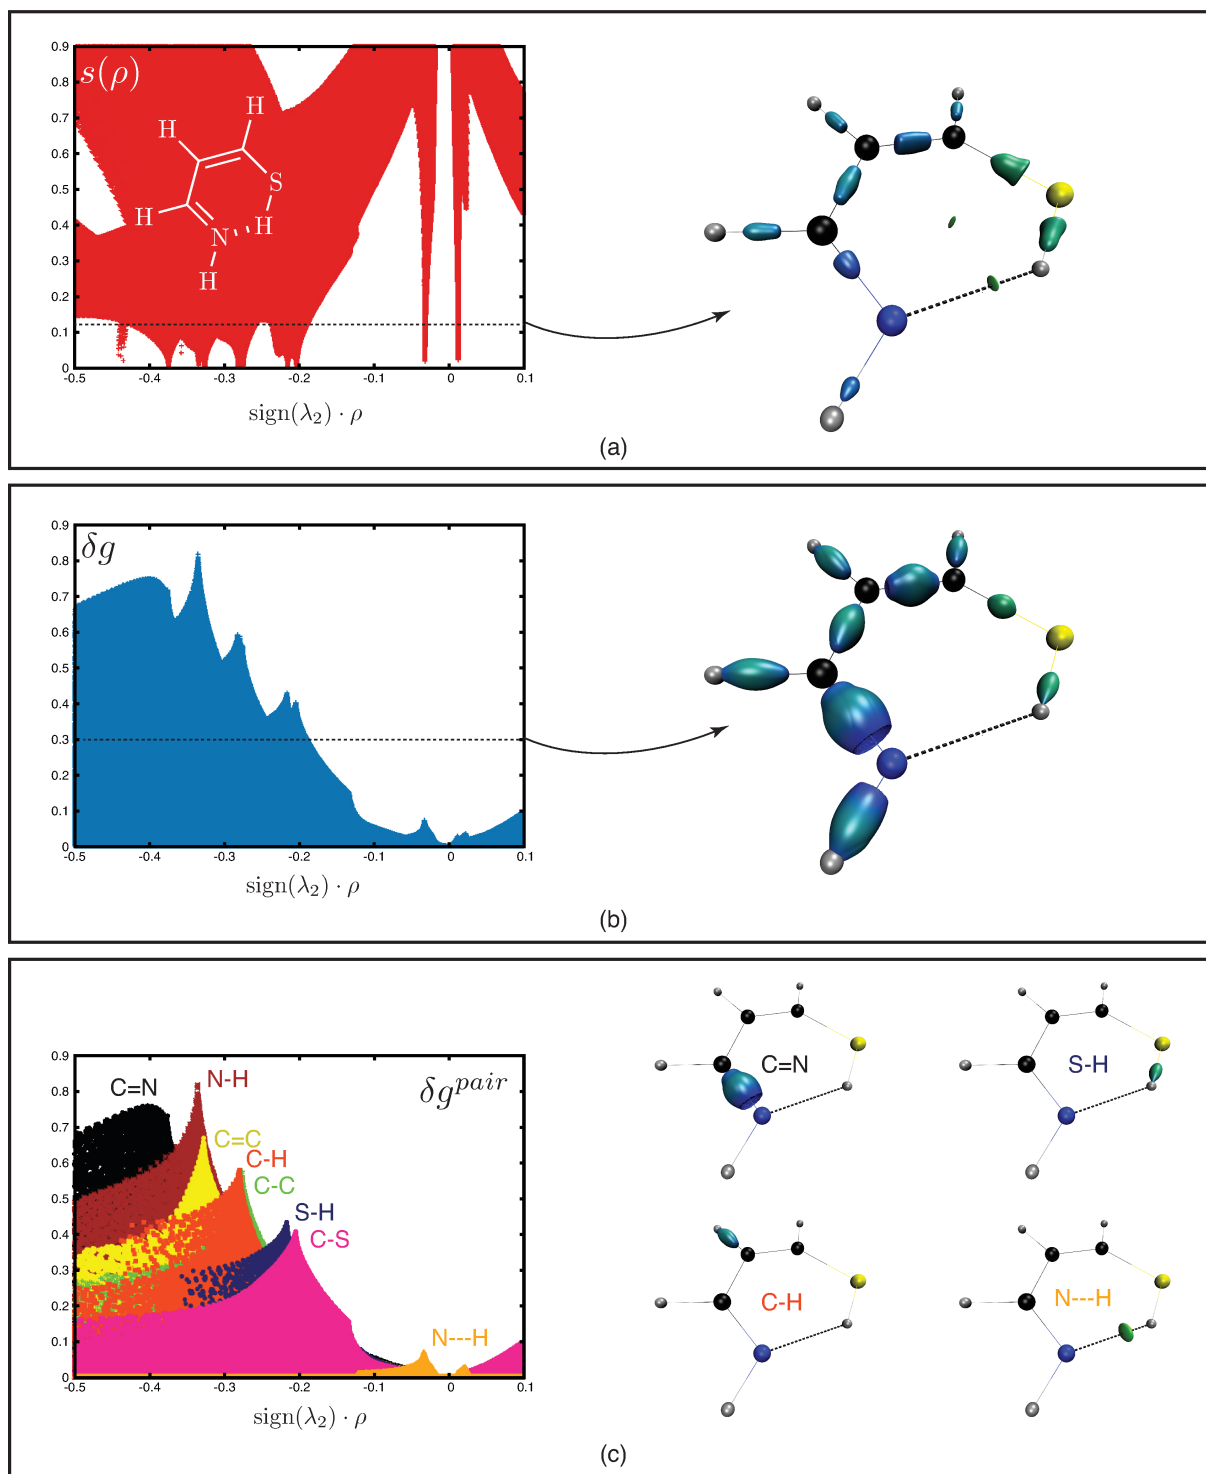 0.9
0.8
0.7
0.6
0.5
0.4
0.3
0.2
0.1
0
s(ρ)
H
H
H
S
N
H
H
-0.5 -0.4 -0.3 -0.2 -0.1 0 0.1
sign(λ₂) · ρ
(a)
0.9
0.8
0.7
0.6
0.5
0.4
0.3
0.2
0.1
0
δg
-0.5 -0.4 -0.3 -0.2 -0.1 0 0.1
sign(λ₂) · ρ
(b)
0.9
0.8
0.7
0.6
0.5
0.4
0.3
0.2
0.1
0
C=N
N-H
δg^pair
C=C
C-H
C-C
S-H
C-S
N---H
-0.5 -0.4 -0.3 -0.2 -0.1 0 0.1
sign(λ₂) · ρ
C=N
S-H
C-H
N---H
(c)